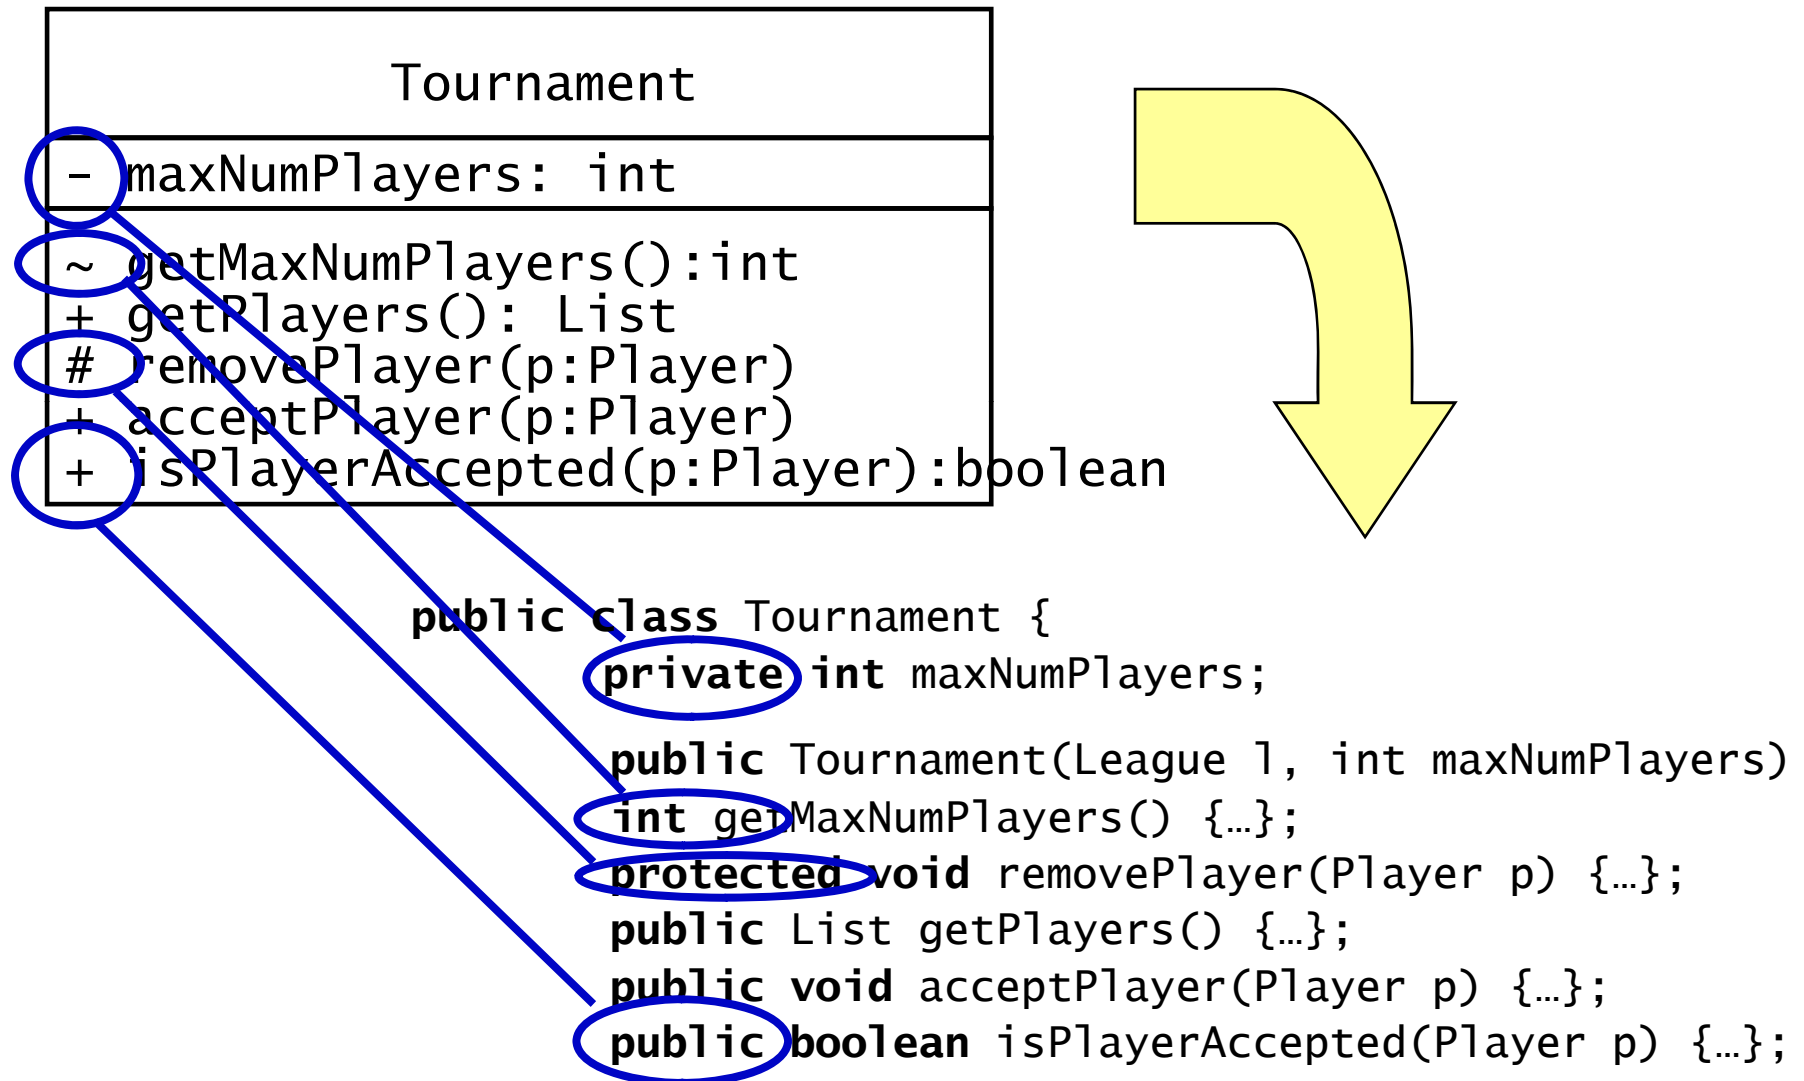 Tournament
- maxNumPlayers: int
~ getMaxNumPlayers():int
+ getPlayers(): List
# removePlayer(p:Player)
+ acceptPlayer(p:Player)
+ isPlayerAccepted(p:Player):boolean
public class Tournament {
private int maxNumPlayers;
public Tournament(League l, int maxNumPlayers)
int getMaxNumPlayers() {…};
protected void removePlayer(Player p) {…};
public List getPlayers() {…};
public void acceptPlayer(Player p) {…};
public boolean isPlayerAccepted(Player p) {…};